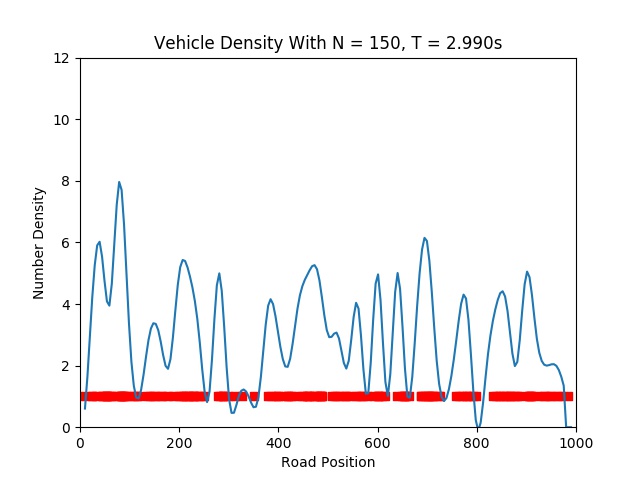 Vehicle Density With N = 150, T = 2.990s
12
10
8
6
4
2
0
Number Density
0 200 400 600 800 1000
Road Position